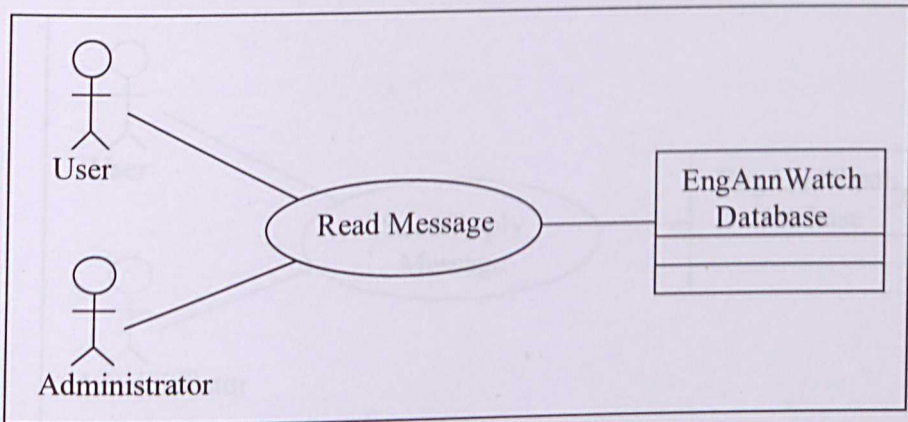 User
Read Message
EngAnnWatch
Database
Administrator